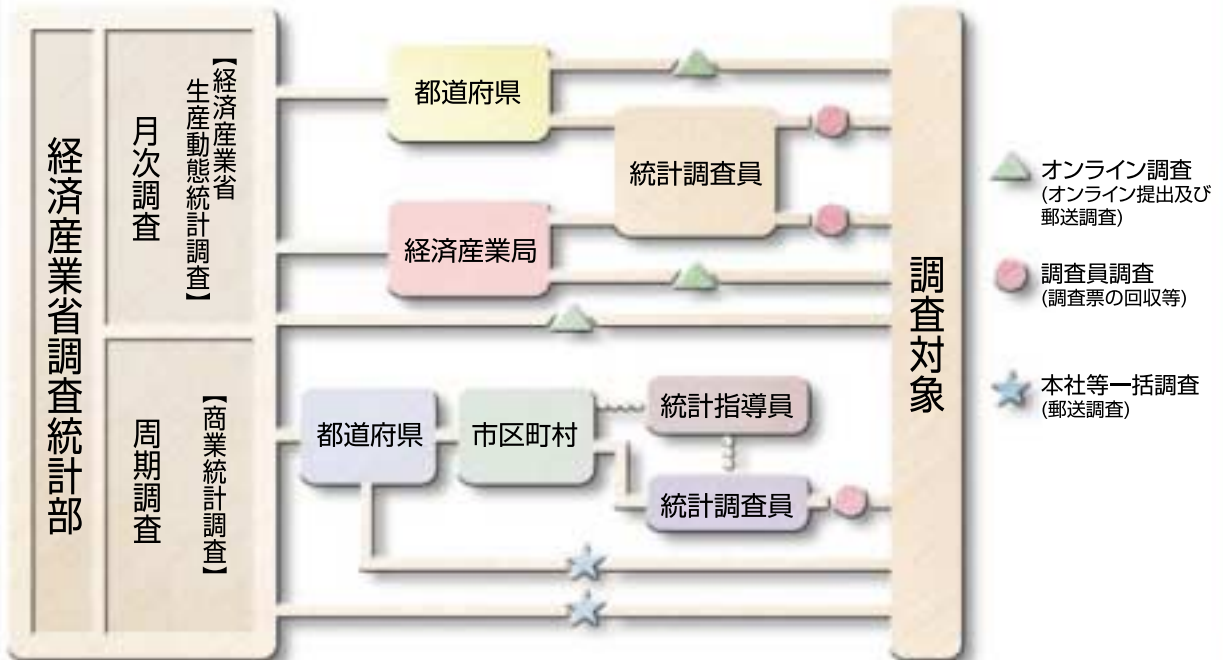 経済産業省調査統計部
月次調査
【経済産業省
生産動態統計調査】
周期調査
【商業統計調査】
都道府県
統計調査員
経済産業局
都道府県
市区町村
統計指導員
統計調査員
調査対象
オンライン調査
(オンライン提出及び
郵送調査)
調査員調査
(調査票の回収等)
本社等一括調査
(郵送調査)